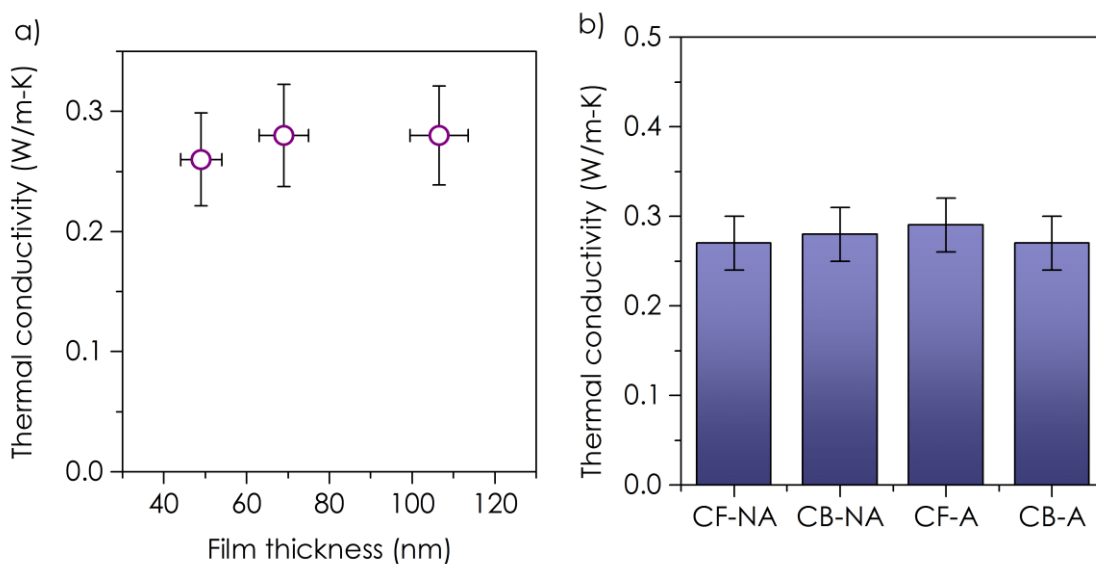 a)
Thermal conductivity (W/m-K)
0.3
0.2
0.1
0.0
40 60 80 100 120
Film thickness (nm)
b)
Thermal conductivity (W/m-K)
0.5
0.4
0.3
0.2
0.1
0.0
CF-NA CB-NA CF-A CB-A